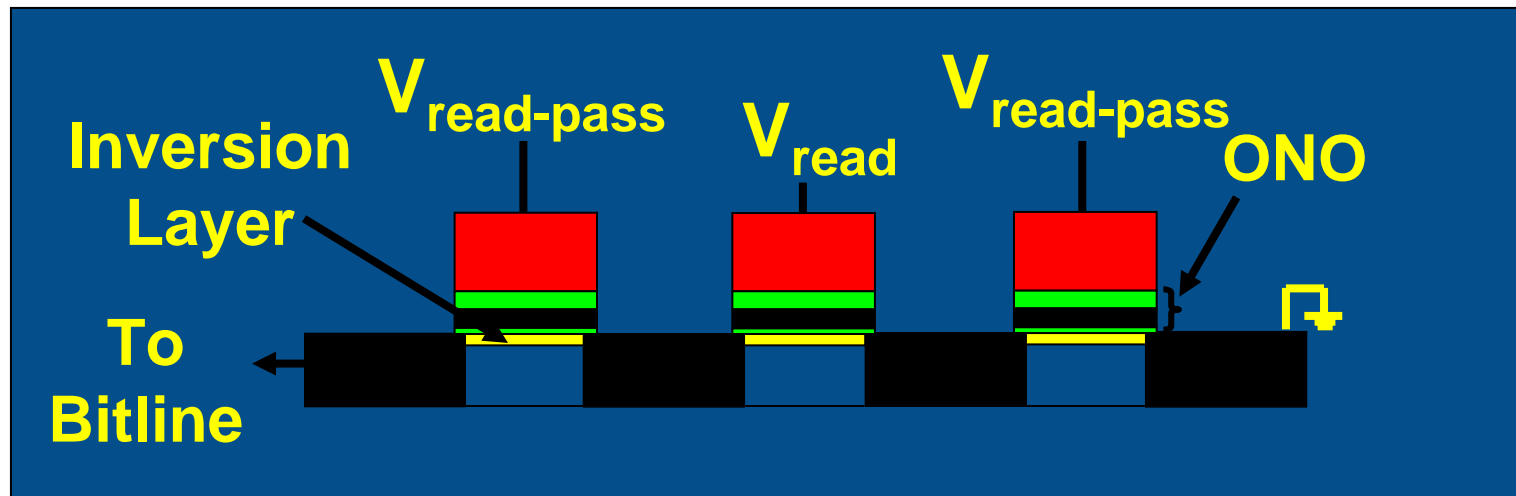 Vread-pass
Vread
Vread-pass
Inversion
Layer
ONO
To
Bitline